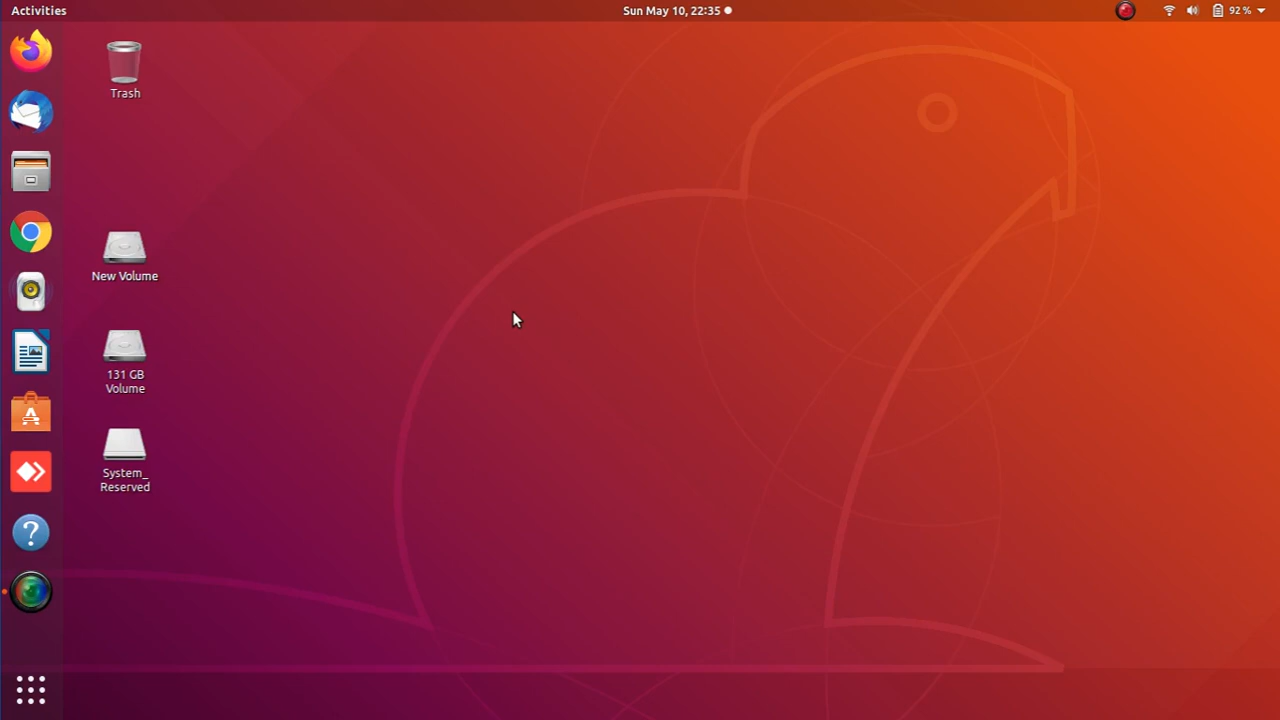 Activities
Sun May 10, 22:35
92 %
Trash
New Volume
131 GB
Volume
System_
Reserved